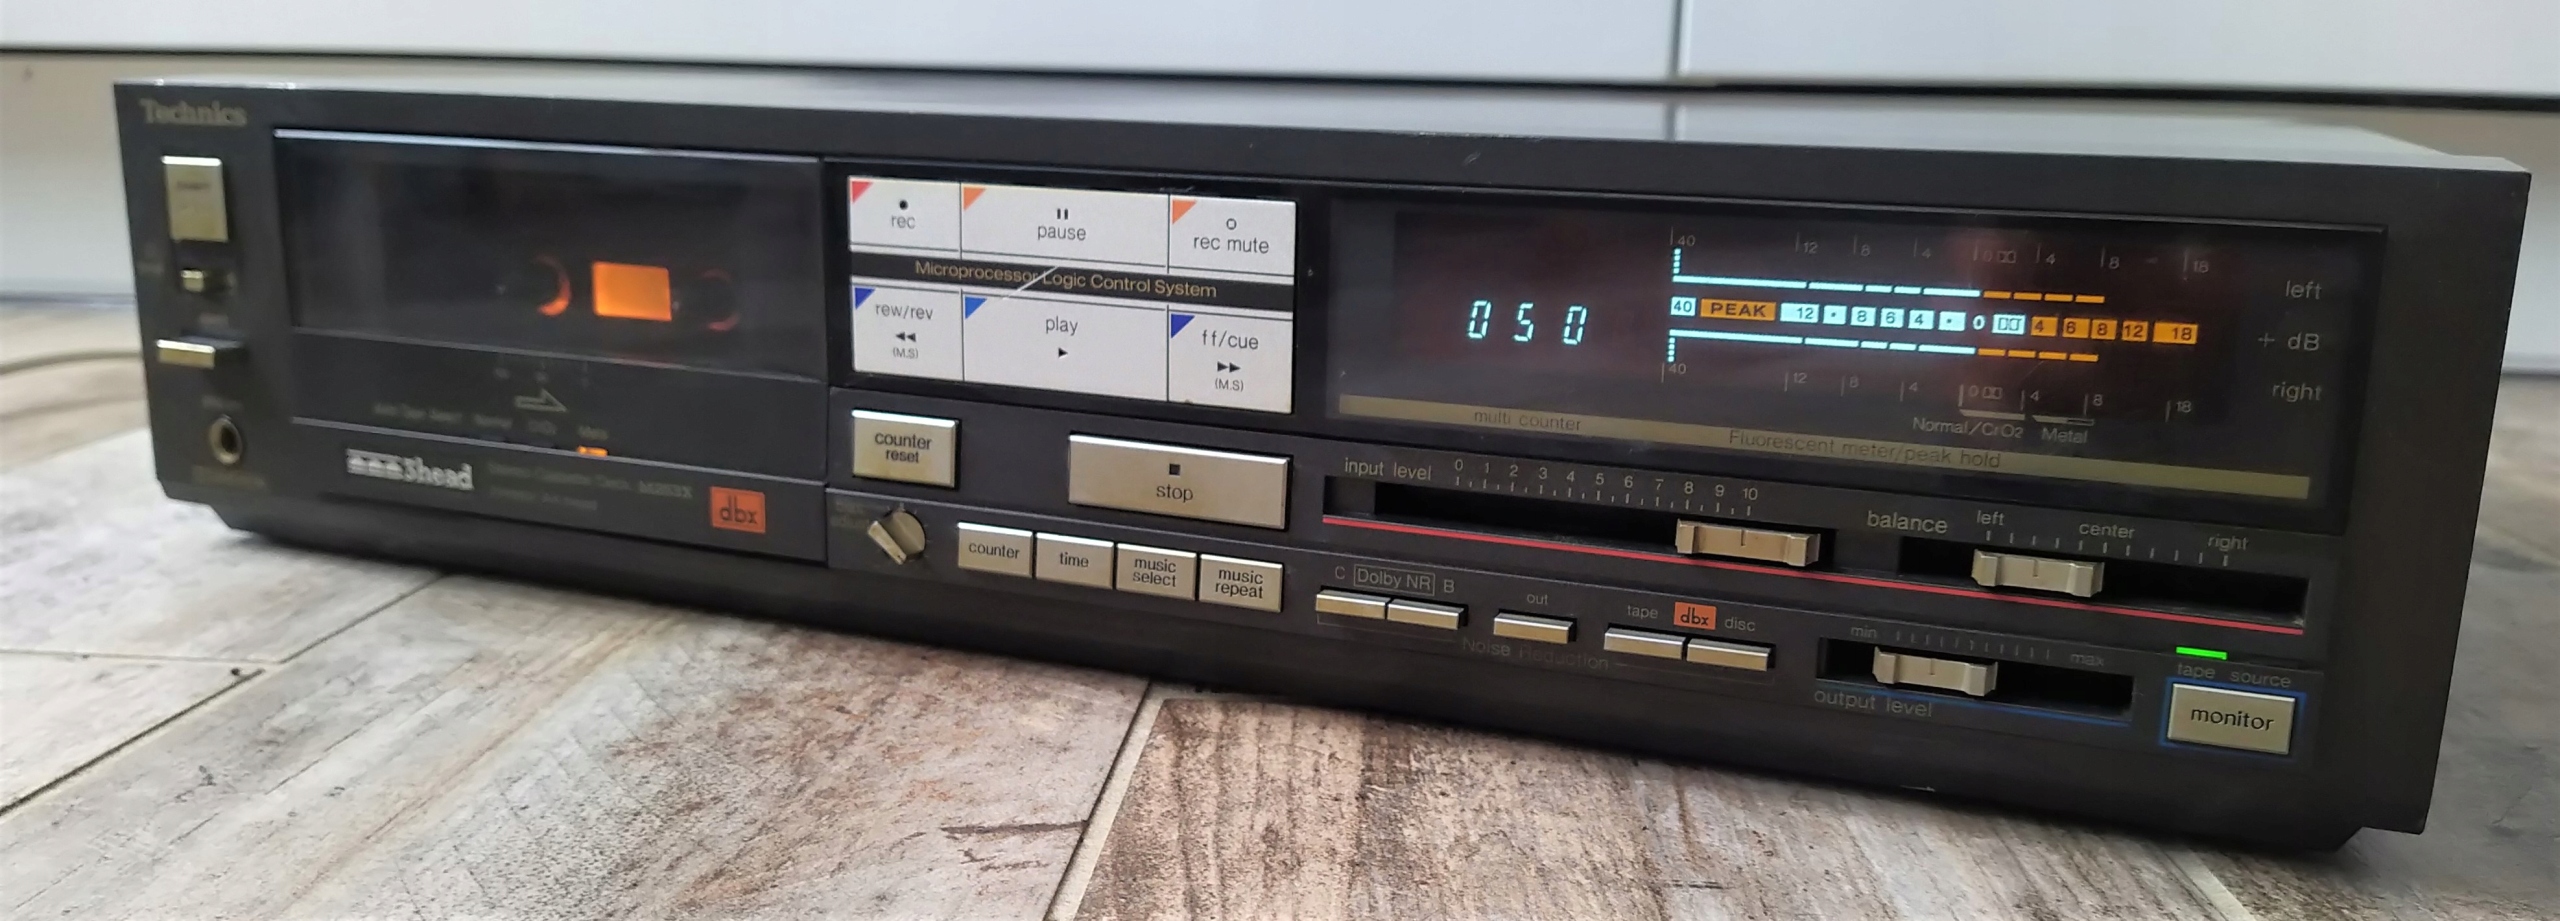 Technics
rec
pause
rec mute
Microprocessor Logic Control System
rew/rev
(M.S)
play
ff/cue
(M.S)
counter reset
stop
counter
time
music select
music repeat
3head
M253X
dbx
050
40 12 8 4 0 4 8 18
left
40 PEAK 12 8 6 4 0 4 6 8 12 18
+ dB
40 12 8 4 0 4 8 18
right
Normal/CrO2
Metal
multi counter
Fluorescent meter/peak hold
input level
0 1 2 3 4 5 6 7 8 9 10
balance
left
center
right
C Dolby NR B
out
tape dbx disc
Noise Reduction
min
max
output level
tape source
monitor